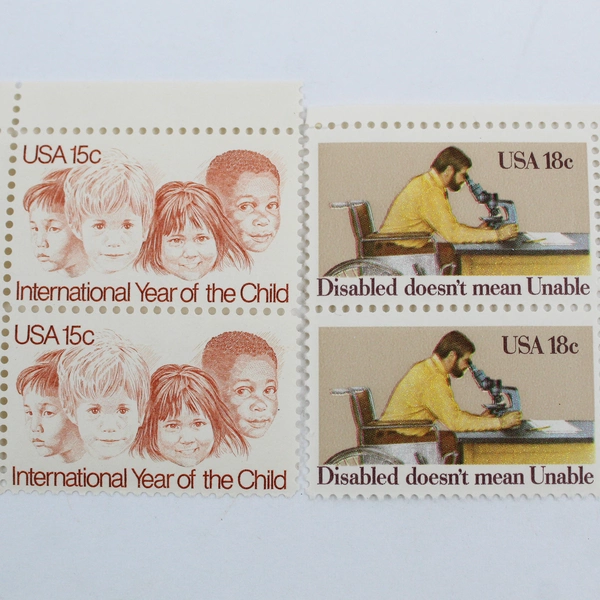 USA 15c
International Year of the Child
USA 15c
International Year of the Child
USA 18c
Disabled doesn't mean Unable
USA 18c
Disabled doesn't mean Unable